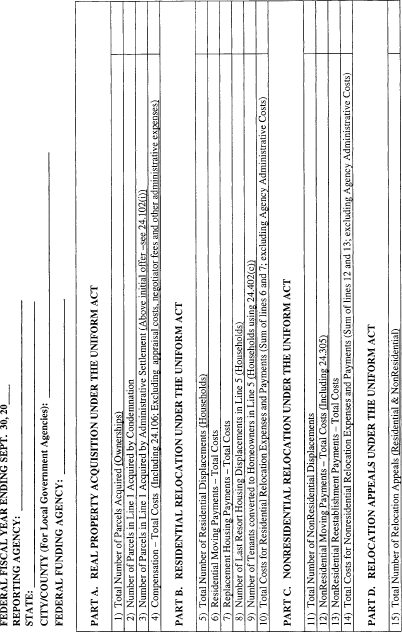 FEDERAL FISCAL YEAR ENDING SEPT. 30, 20____
REPORTING AGENCY:
STATE:
CITY/COUNTY (For Local Government Agencies):
FEDERAL FUNDING AGENCY:
PART A. REAL PROPERTY ACQUISITION UNDER THE UNIFORM ACT
1) Total Number of Parcels Acquired (Ownerships)
2) Number of Parcels in Line 1 Acquired by Condemnation
3) Number of Parcels in Line 1 Acquired by Administrative Settlement (Above initial offer –see 24.102(i))
4) Compensation – Total Costs (Including 24.106; Excluding appraisal costs, negotiator fees and other administrative expenses)
PART B. RESIDENTIAL RELOCATION UNDER THE UNIFORM ACT
5) Total Number of Residential Displacements (Households)
6) Residential Moving Payments – Total Costs
7) Replacement Housing Payments – Total Costs
8) Number of Last Resort Housing Displacements in Line 5 (Households)
9) Number of Tenants converted to Homeowners in Line 5 (Households using 24.402(c))
10) Total Costs for Residential Relocation Expenses and Payments (Sum of lines 6 and 7; excluding Agency Administrative Costs)
PART C. NONRESIDENTIAL RELOCATION UNDER THE UNIFORM ACT
11) Total Number of NonResidential Displacements
12) NonResidential Moving Payments – Total Costs (Including 24.305)
13) NonResidential Reestablishment Payments – Total Costs
14) Total Costs for Nonresidential Relocation Expenses and Payments (Sum of lines 12 and 13; excluding Agency Administrative Costs)
PART D. RELOCATION APPEALS UNDER THE UNIFORM ACT
15) Total Number of Relocation Appeals (Residential & NonResidential)